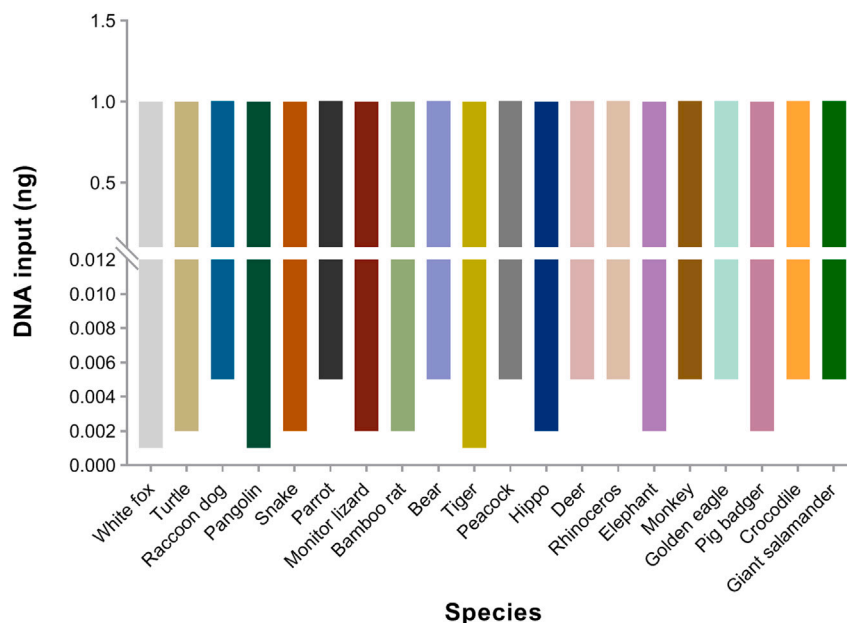 1.5
1.0
0.5
0.012
0.010
0.008
0.006
0.004
0.002
0.000
DNA input (ng)
White fox
Turtle
Raccoon dog
Pangolin
Snake
Parrot
Monitor lizard
Bamboo rat
Bear
Tiger
Peacock
Hippo
Deer
Rhinoceros
Elephant
Monkey
Golden eagle
Pig badger
Crocodile
Giant salamander
Species